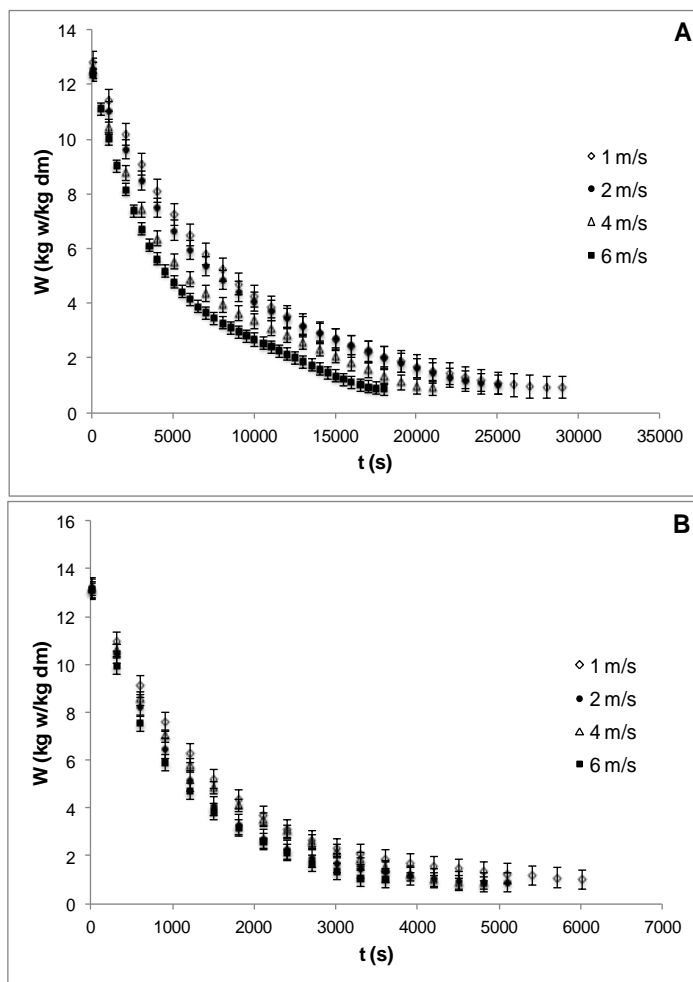 A
14
12
10
8
6
4
2
0
W (kg w/kg dm)
0 5000 10000 15000 20000 25000 30000 35000
t (s)
1 m/s
2 m/s
4 m/s
6 m/s
B
16
14
12
10
8
6
4
2
0
W (kg w/kg dm)
0 1000 2000 3000 4000 5000 6000 7000
t (s)
1 m/s
2 m/s
4 m/s
6 m/s